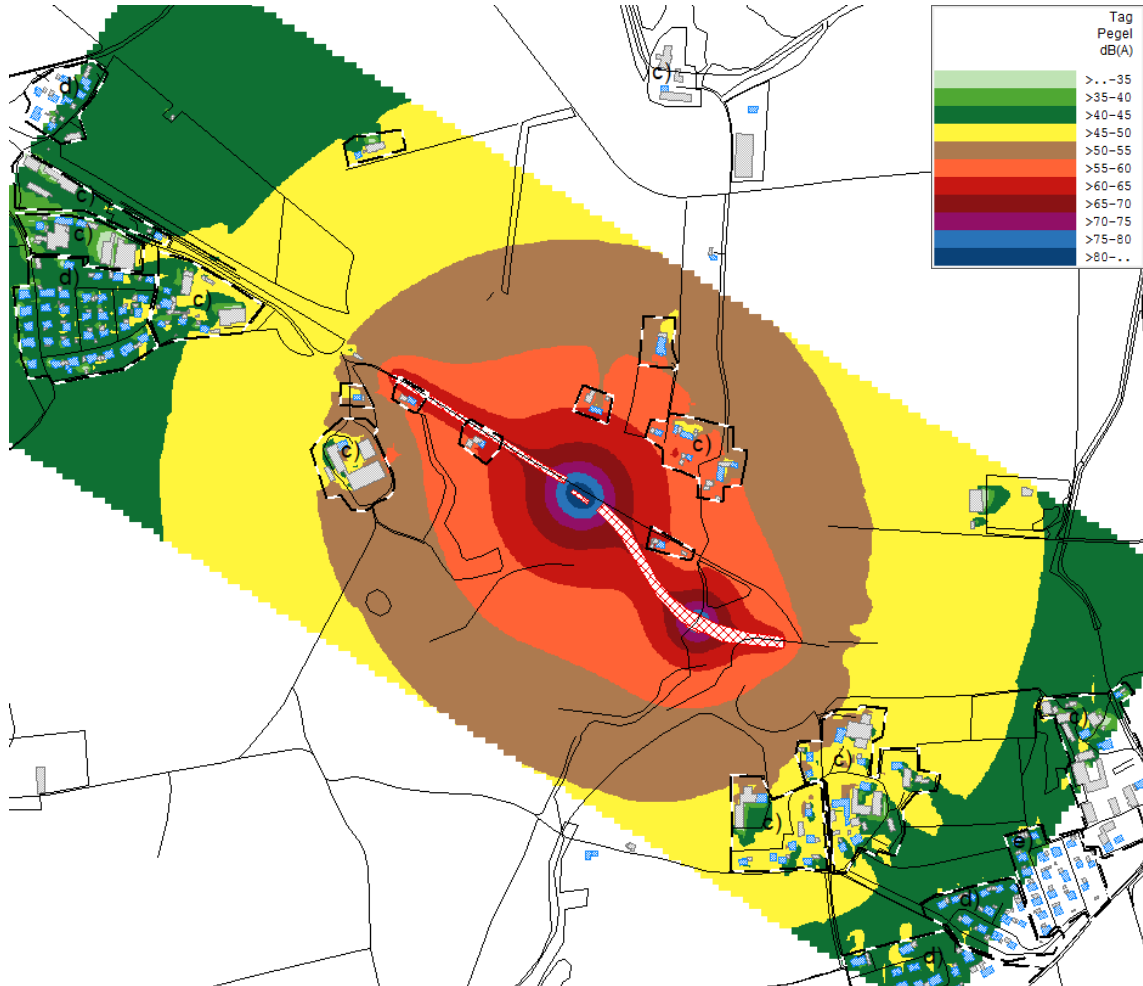 Tag
Pegel
dB(A)
>..-35
>35-40
>40-45
>45-50
>50-55
>55-60
>60-65
>65-70
>70-75
>75-80
>80-..
c)
d)
c)
c)
d)
c)
c)
c)
c)
c)
e)
d)
d)